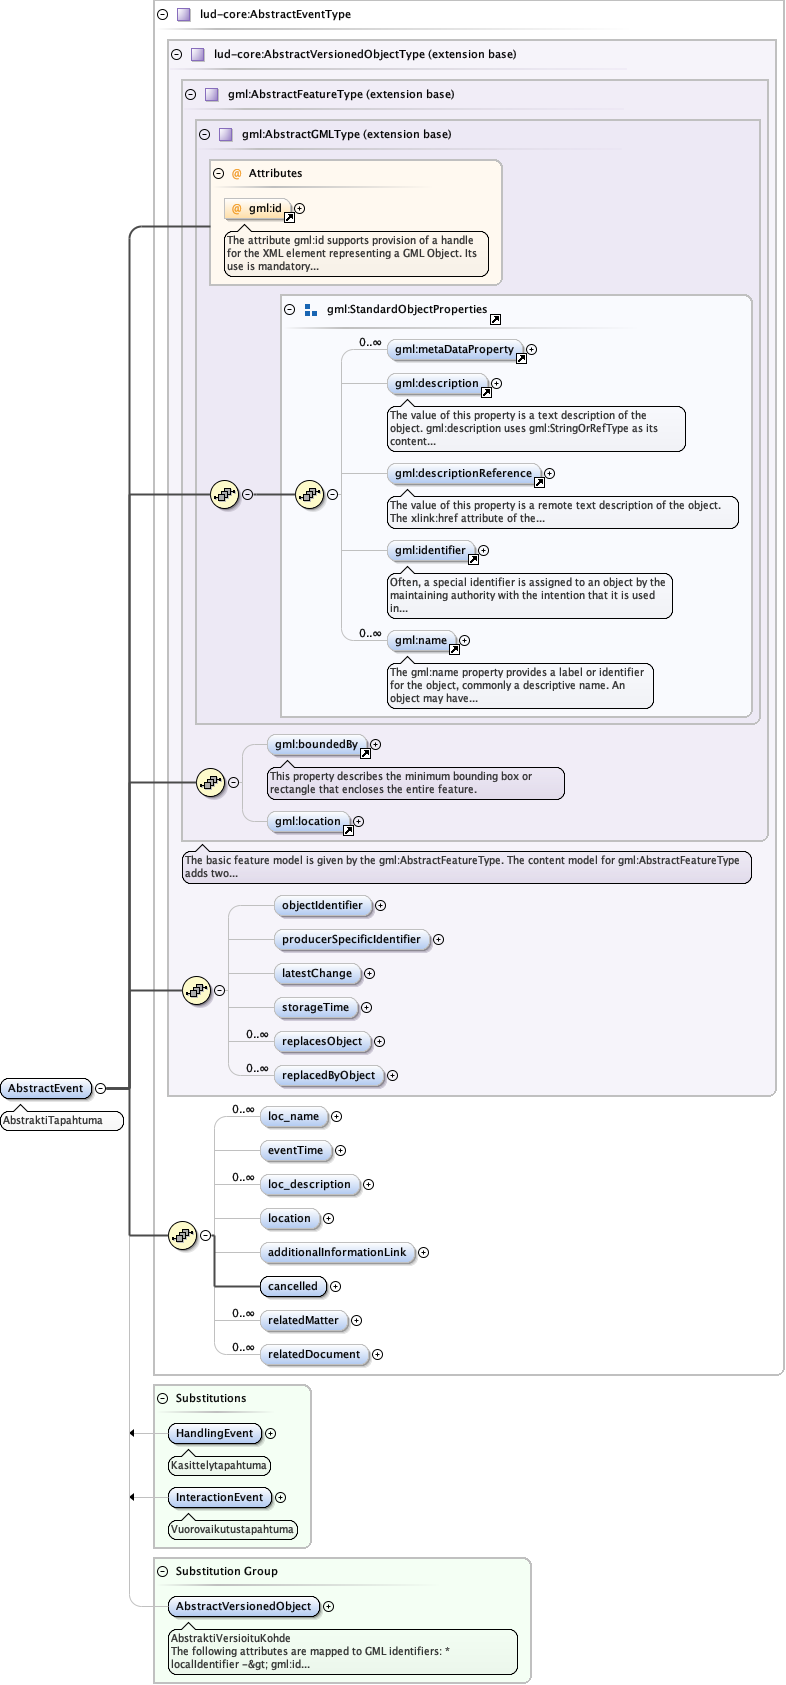 lud-core:AbstractEventType
lud-core:AbstractVersionedObjectType (extension base)
gml:AbstractFeatureType (extension base)
gml:AbstractGMLType (extension base)
@ Attributes
@ gml:id
The attribute gml:id supports provision of a handle
for the XML element representing a GML Object. Its
use is mandatory...
gml:StandardObjectProperties
0..∞
gml:metaDataProperty
gml:description
The value of this property is a text description of the
object. gml:description uses gml:StringOrRefType as its
content...
gml:descriptionReference
The value of this property is a remote text description of the object.
The xlink:href attribute of the...
gml:identifier
Often, a special identifier is assigned to an object by the
maintaining authority with the intention that it is used
in...
0..∞
gml:name
The gml:name property provides a label or identifier
for the object, commonly a descriptive name. An
object may have...
gml:boundedBy
This property describes the minimum bounding box or
rectangle that encloses the entire feature.
gml:location
The basic feature model is given by the gml:AbstractFeatureType. The content model for gml:AbstractFeatureType
adds two...
objectIdentifier
producerSpecificIdentifier
latestChange
storageTime
0..∞
replacesObject
0..∞
replacedByObject
AbstractEvent
AbstraktiTapahtuma
0..∞
loc_name
eventTime
0..∞
loc_description
location
additionalInformationLink
cancelled
0..∞
relatedMatter
0..∞
relatedDocument
Substitutions
HandlingEvent
Kasittelytapahtuma
InteractionEvent
Vuorovaikutustapahtuma
Substitution Group
AbstractVersionedObject
AbstraktiVersioituKohde
The following attributes are mapped to GML identifiers: *
localIdentifier -&gt; gml:id...